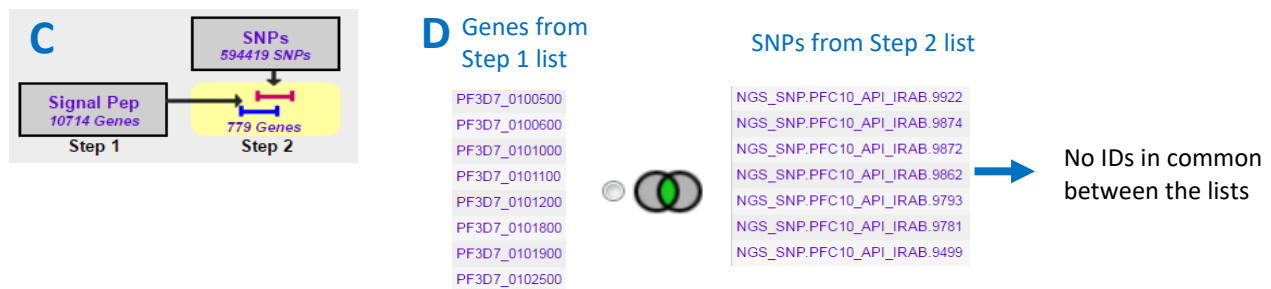 C
SNPs
594419 SNPs
Signal Pep
10714 Genes
779 Genes
Step 1
Step 2
D
Genes from
Step 1 list
PF3D7_0100500
PF3D7_0100600
PF3D7_0101000
PF3D7_0101100
PF3D7_0101200
PF3D7_0101800
PF3D7_0101900
PF3D7_0102500
SNPs from Step 2 list
NGS_SNP.PFC10_API_IRAB.9922
NGS_SNP.PFC10_API_IRAB.9874
NGS_SNP.PFC10_API_IRAB.9872
NGS_SNP.PFC10_API_IRAB.9862
NGS_SNP.PFC10_API_IRAB.9793
NGS_SNP.PFC10_API_IRAB.9781
NGS_SNP.PFC10_API_IRAB.9499
No IDs in common
between the lists